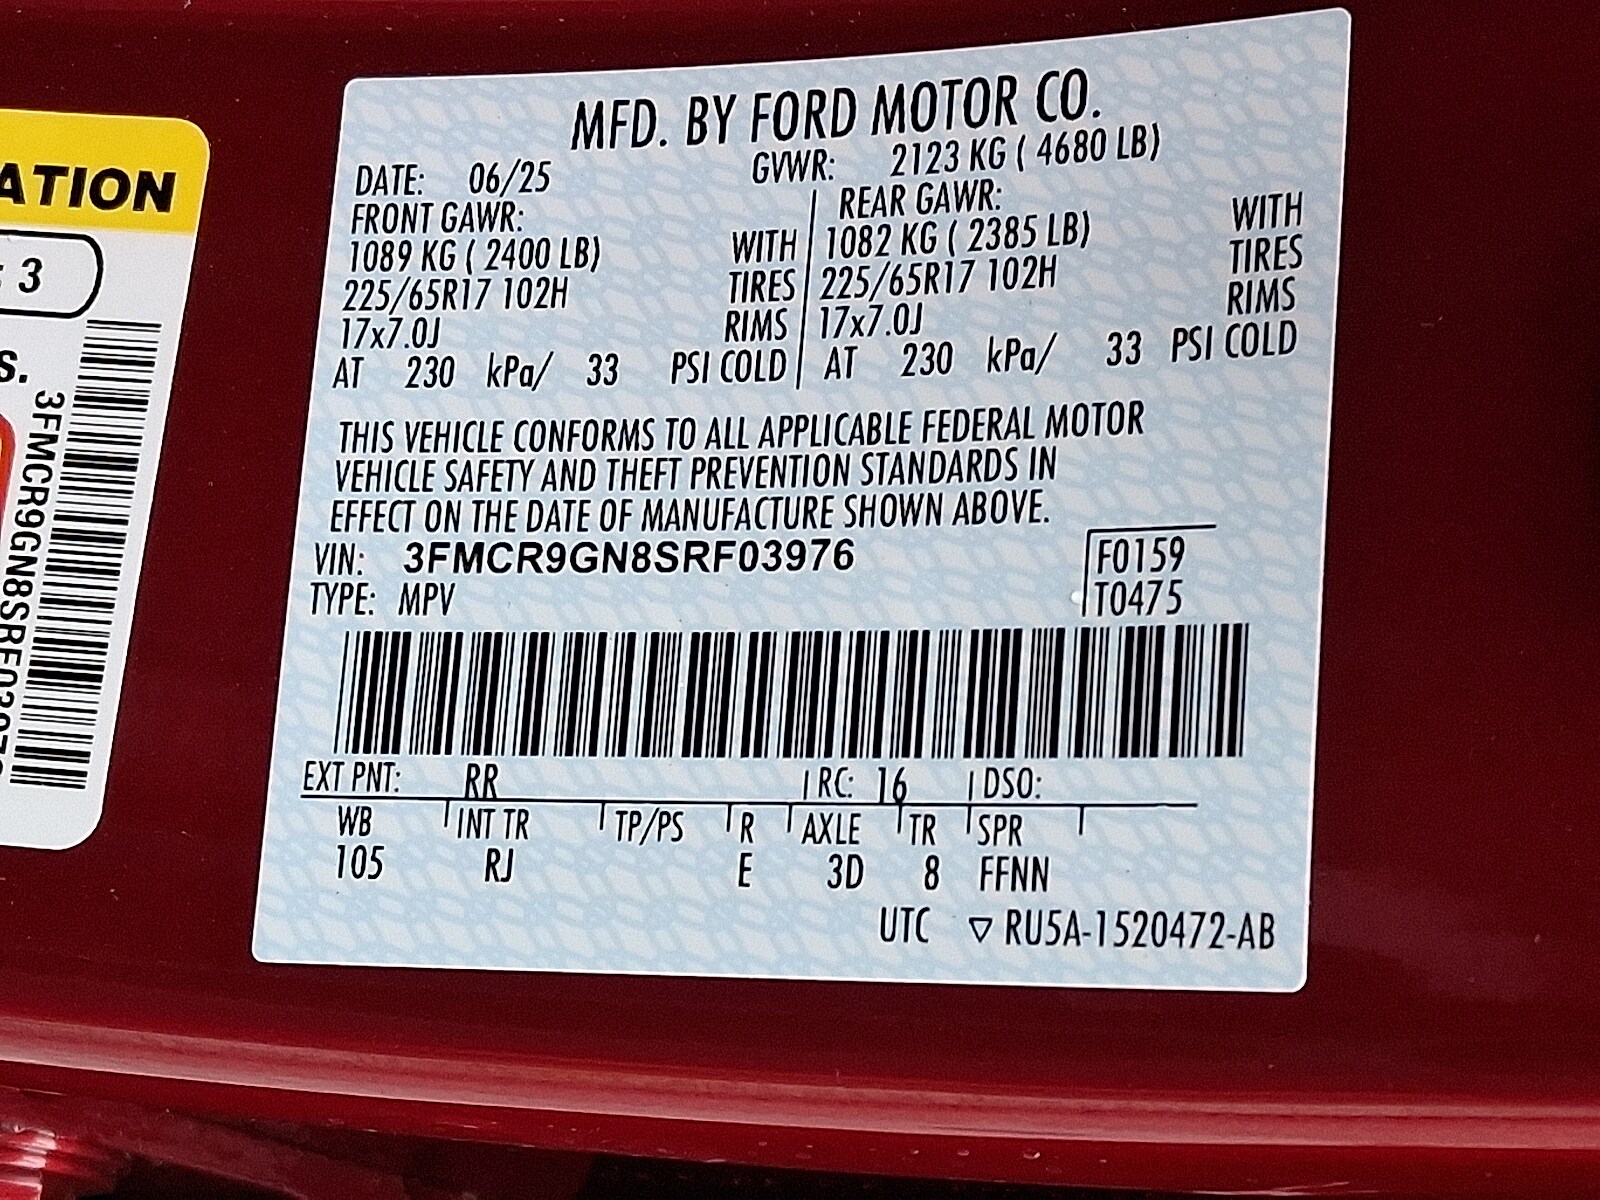 MFD. BY FORD MOTOR CO.
DATE: 06/25 GVWR: 2123 KG ( 4680 LB)
FRONT GAWR: REAR GAWR:
1089 KG ( 2400 LB) WITH 1082 KG ( 2385 LB) WITH
225/65R17 102H TIRES 225/65R17 102H TIRES
17x7.0J RIMS 17x7.0J RIMS
AT 230 kPa/ 33 PSI COLD AT 230 kPa/ 33 PSI COLD
THIS VEHICLE CONFORMS TO ALL APPLICABLE FEDERAL MOTOR
VEHICLE SAFETY AND THEFT PREVENTION STANDARDS IN
EFFECT ON THE DATE OF MANUFACTURE SHOWN ABOVE.
VIN: 3FMCR9GN8SRF03976 F0159
TYPE: MPV T0475
EXT PNT: RR RC: 16 DSO:
WB INT TR TP/PS R AXLE TR SPR
105 RJ E 3D 8 FFNN
UTC ▽ RU5A-1520472-AB
ATION
: 3
S.